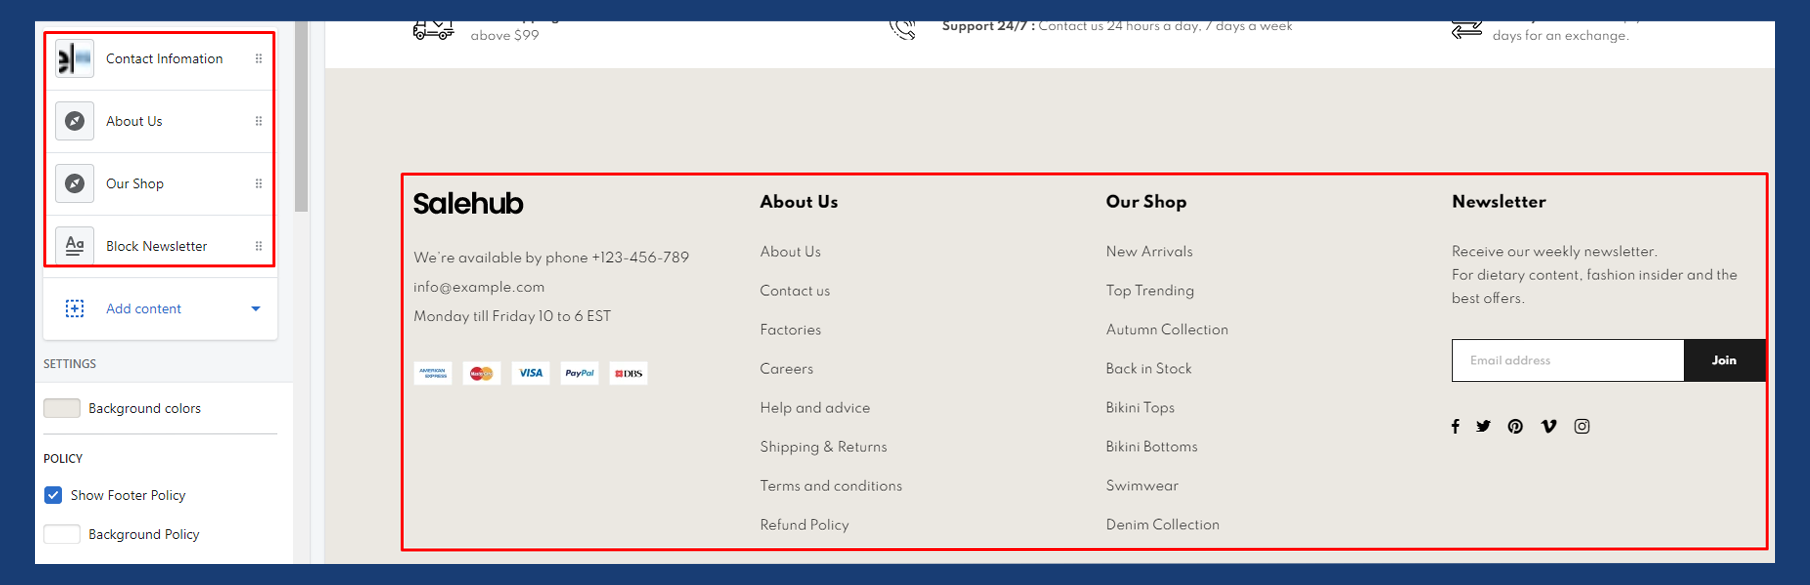 Contact Infomation
About Us
Our Shop
Aa
Block Newsletter
Add content
SETTINGS
Background colors
POLICY
Show Footer Policy
Background Policy
above $99
Support 24/7 : Contact us 24 hours a day, 7 days a week
days for an exchange.
Salehub
We're available by phone +123-456-789
info@example.com
Monday till Friday 10 to 6 EST
AMERICAN EXPRESS
MasterCard
VISA
PayPal
DBS
About Us
About Us
Contact us
Factories
Careers
Help and advice
Shipping & Returns
Terms and conditions
Refund Policy
Our Shop
New Arrivals
Top Trending
Autumn Collection
Back in Stock
Bikini Tops
Bikini Bottoms
Swimwear
Denim Collection
Newsletter
Receive our weekly newsletter.
For dietary content, fashion insider and the
best offers.
Email address
Join